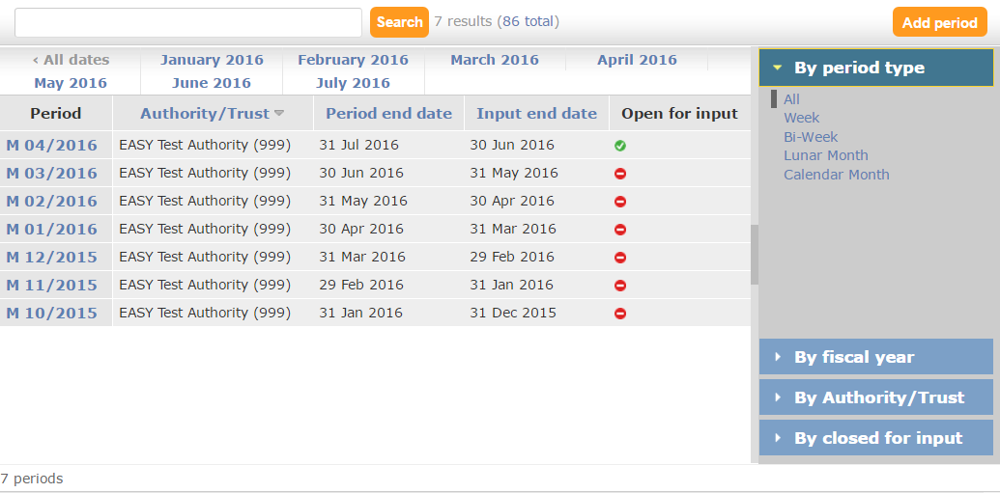 Search 7 results (86 total) Add period
‹ All dates January 2016 February 2016 March 2016 April 2016
May 2016 June 2016 July 2016
Period Authority/Trust Period end date Input end date Open for input
M 04/2016 EASY Test Authority (999) 31 Jul 2016 30 Jun 2016
M 03/2016 EASY Test Authority (999) 30 Jun 2016 31 May 2016
M 02/2016 EASY Test Authority (999) 31 May 2016 30 Apr 2016
M 01/2016 EASY Test Authority (999) 30 Apr 2016 31 Mar 2016
M 12/2015 EASY Test Authority (999) 31 Mar 2016 29 Feb 2016
M 11/2015 EASY Test Authority (999) 29 Feb 2016 31 Jan 2016
M 10/2015 EASY Test Authority (999) 31 Jan 2016 31 Dec 2015
By period type
All
Week
Bi-Week
Lunar Month
Calendar Month
By fiscal year
By Authority/Trust
By closed for input
7 periods